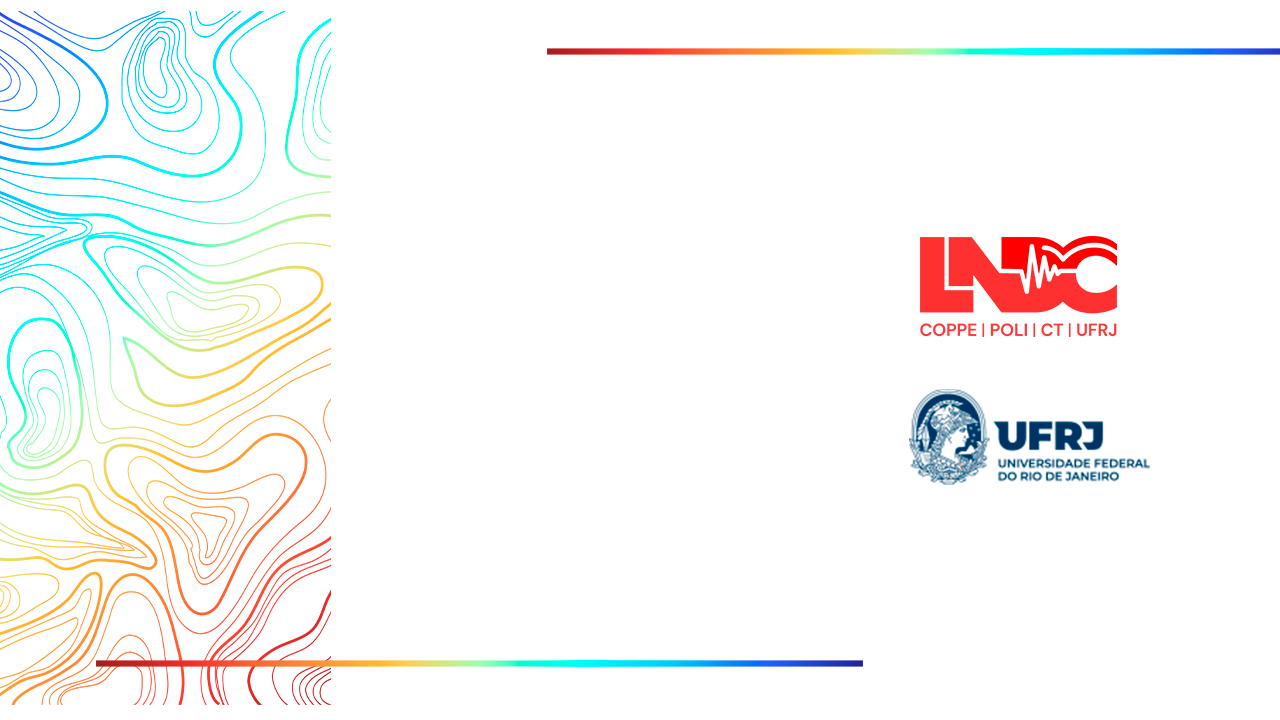 LNDC
COPPE | POLI | CT | UFRJ
UFRJ
UNIVERSIDADE FEDERAL
DO RIO DE JANEIRO